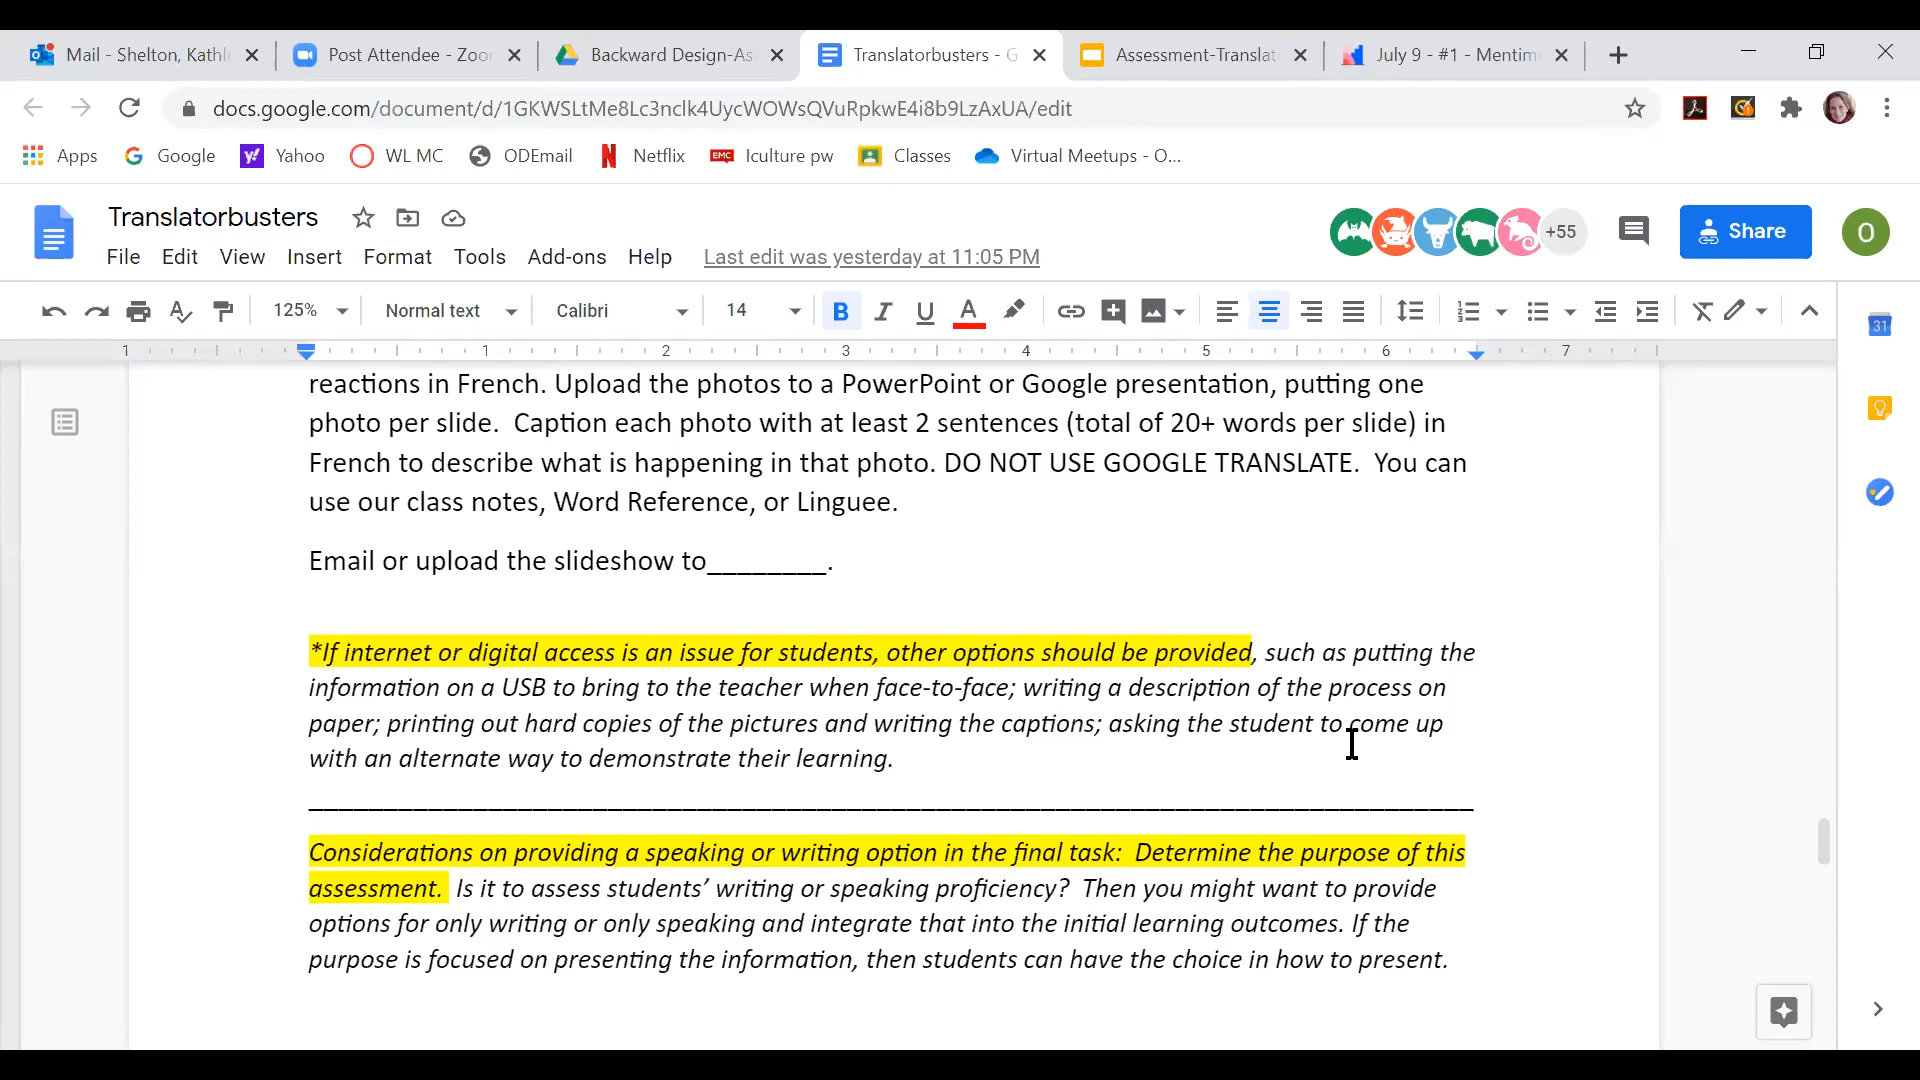 Mail - Shelton, Kathl
Post Attendee - Zoo
Backward Design-As
Translatorbusters - G
Assessment-Translat
July 9 - #1 - Mentim
docs.google.com/document/d/1GKWSLtMe8Lc3nclk4UycWOWsQVuRpkwE4i8b9LzAxUA/edit
Apps Google Yahoo WL MC ODEmail Netflix EMC Iculture pw Classes Virtual Meetups - O...
Translatorbusters
+55
Share
O
File Edit View Insert Format Tools Add-ons Help Last edit was yesterday at 11:05 PM
125% Normal text Calibri 14 B I U A
31
1 1 2 3 4 5 6 7
reactions in French. Upload the photos to a PowerPoint or Google presentation, putting one
photo per slide.  Caption each photo with at least 2 sentences (total of 20+ words per slide) in
French to describe what is happening in that photo. DO NOT USE GOOGLE TRANSLATE.  You can
use our class notes, Word Reference, or Linguee.
Email or upload the slideshow to________.
*If internet or digital access is an issue for students, other options should be provided, such as putting the
information on a USB to bring to the teacher when face-to-face; writing a description of the process on
paper; printing out hard copies of the pictures and writing the captions; asking the student to come up
with an alternate way to demonstrate their learning.
Considerations on providing a speaking or writing option in the final task:  Determine the purpose of this
assessment.  Is it to assess students’ writing or speaking proficiency?  Then you might want to provide
options for only writing or only speaking and integrate that into the initial learning outcomes. If the
purpose is focused on presenting the information, then students can have the choice in how to present.